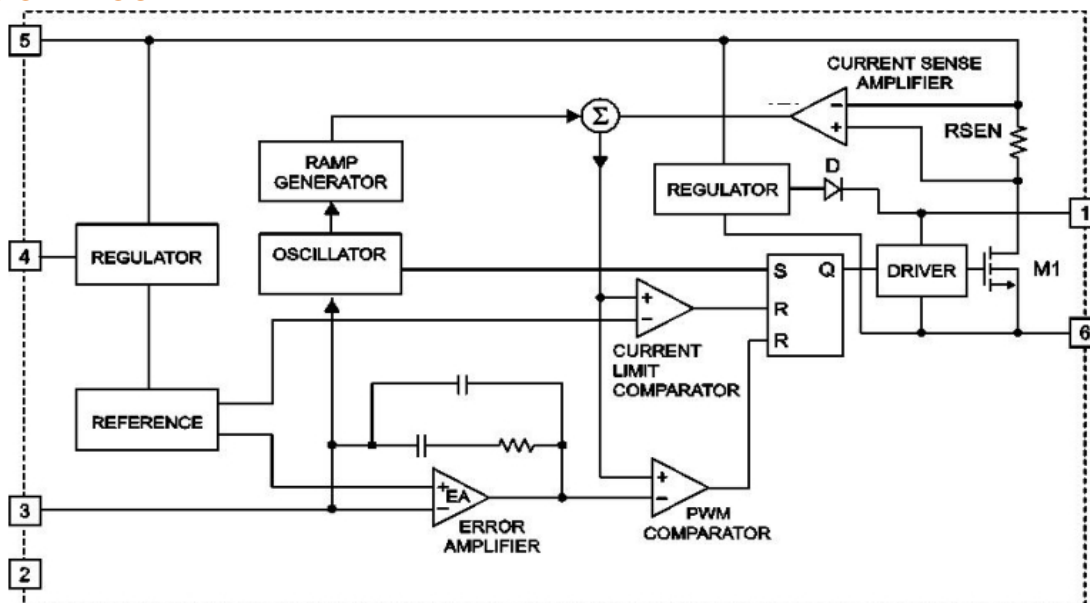 5
CURRENT SENSE
AMPLIFIER
Σ
−
+
RSEN
RAMP
GENERATOR
REGULATOR
D
1
4
REGULATOR
OSCILLATOR
S
Q
DRIVER
M1
+
−
R
6
CURRENT
LIMIT
COMPARATOR
R
REFERENCE
+
EA
−
+
−
3
ERROR
AMPLIFIER
PWM
COMPARATOR
2